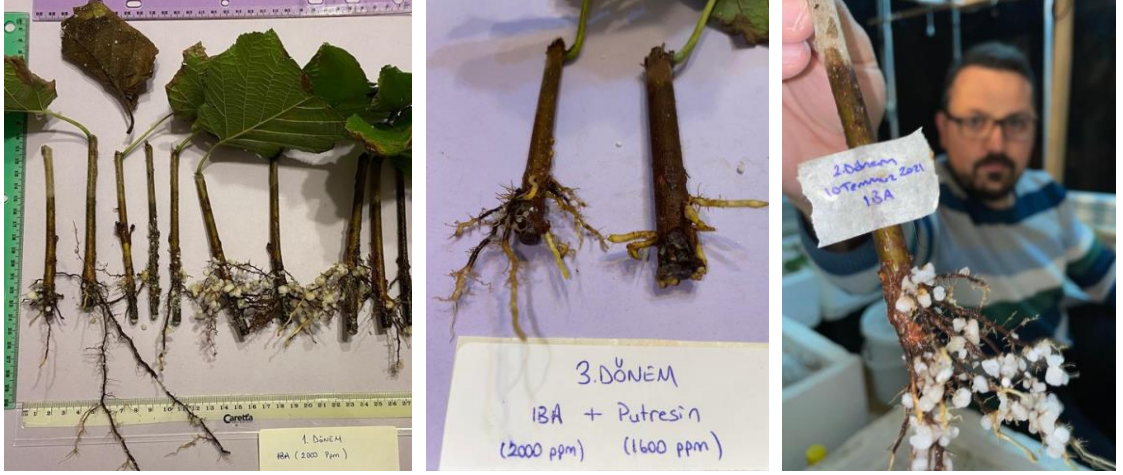 Caretta
1. DÖNEM
IBA (2000 ppm)
3.DÖNEM
IBA + Putresin
(2000 ppm) (1600 ppm)
2.Dönem
10 Temmuz 2021
IBA